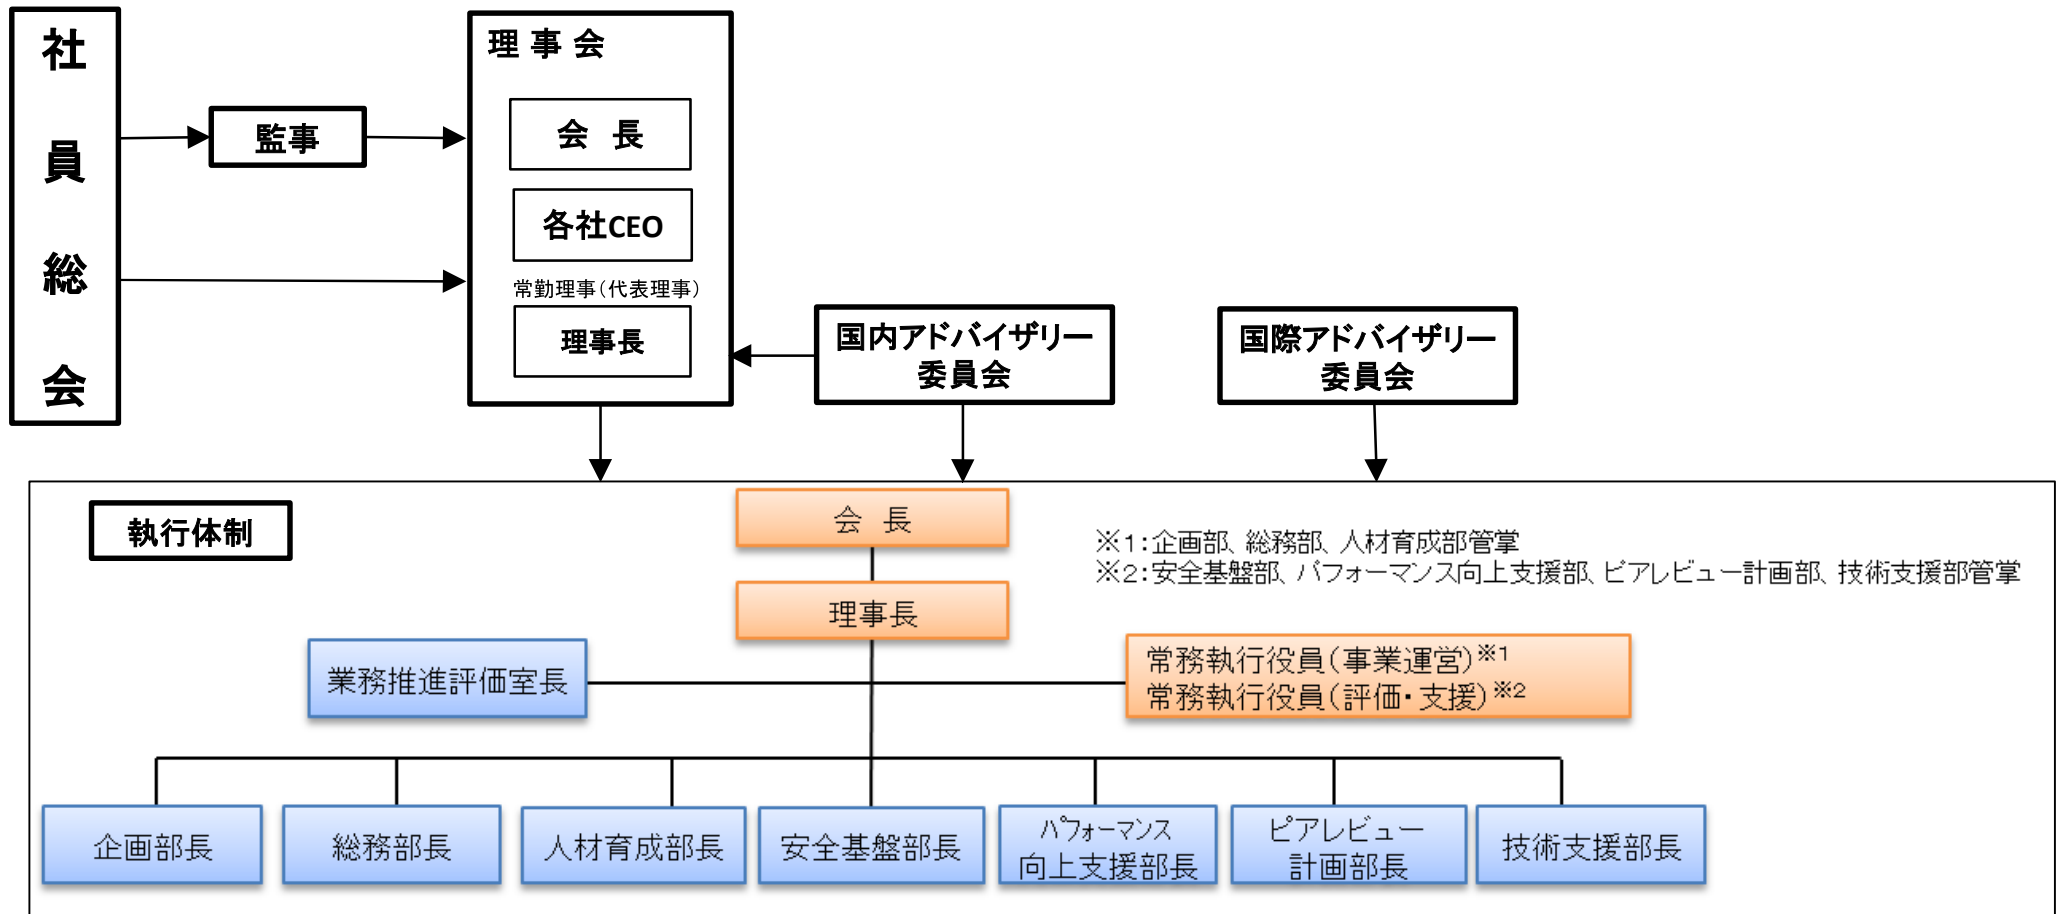 社員総会
監事
理事会
会 長
各社CEO
常勤理事(代表理事)
理事長
国内アドバイザリー
委員会
国際アドバイザリー
委員会
執行体制
会 長
理事長
※1:企画部、総務部、人材育成部管掌
※2:安全基盤部、パフォーマンス向上支援部、ピアレビュー計画部、技術支援部管掌
業務推進評価室長
常務執行役員(事業運営)※1
常務執行役員(評価・支援)※2
企画部長
総務部長
人材育成部長
安全基盤部長
パフォーマンス
向上支援部長
ピアレビュー
計画部長
技術支援部長